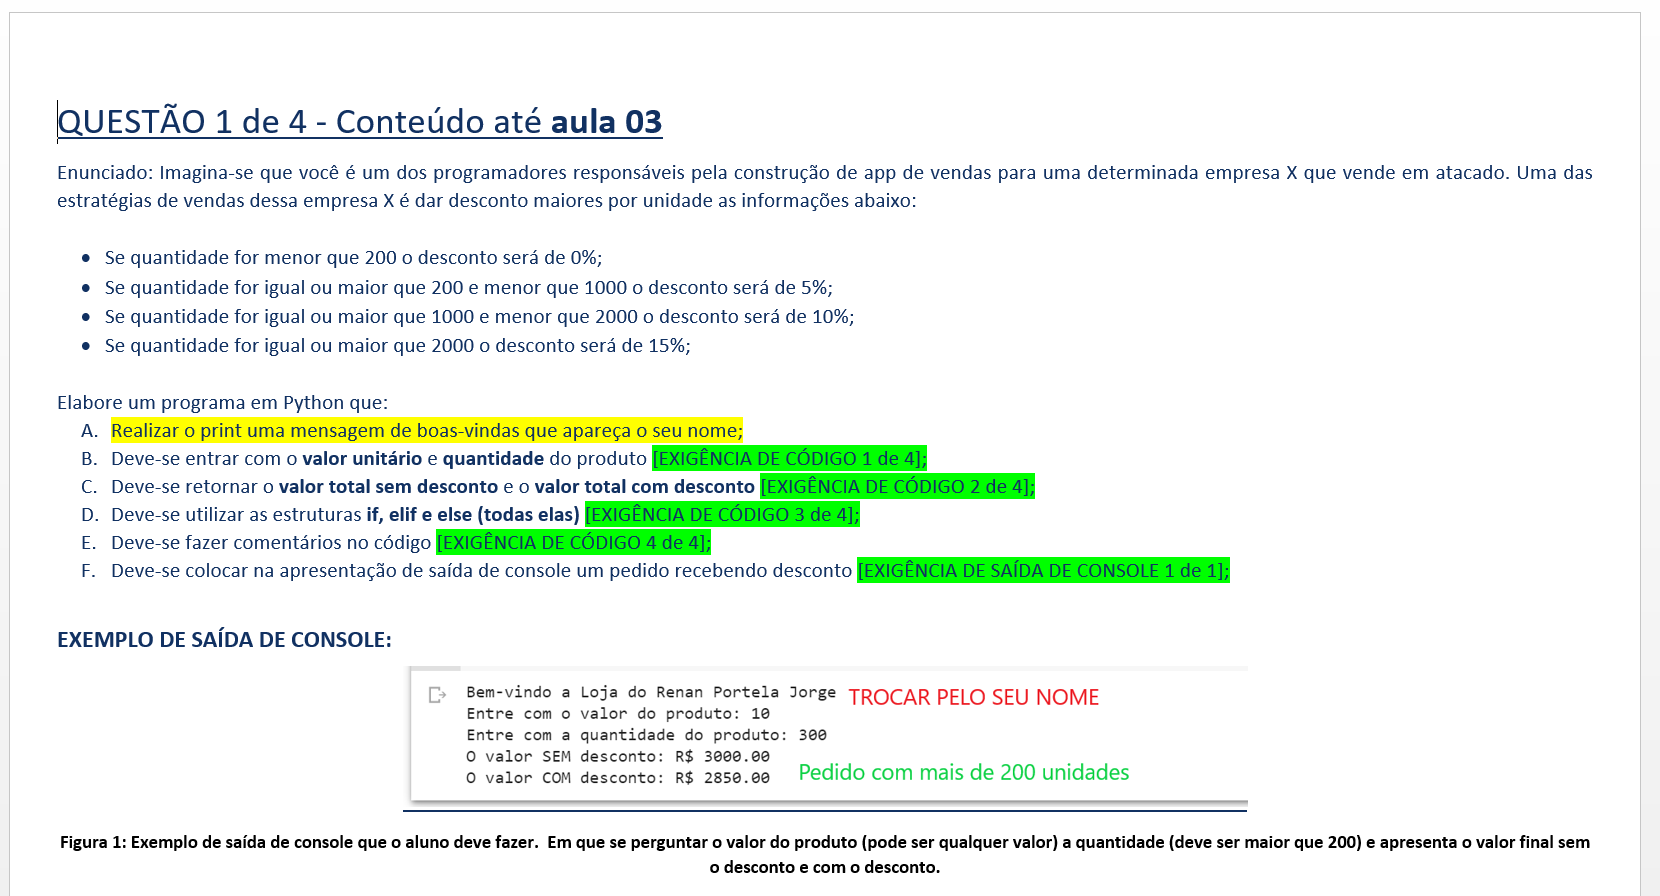 QUESTÃO 1 de 4 - Conteúdo até aula 03
Enunciado: Imagina-se que você é um dos programadores responsáveis pela construção de app de vendas para uma determinada empresa X que vende em atacado. Uma das
estratégias de vendas dessa empresa X é dar desconto maiores por unidade as informações abaixo:
• Se quantidade for menor que 200 o desconto será de 0%;
• Se quantidade for igual ou maior que 200 e menor que 1000 o desconto será de 5%;
• Se quantidade for igual ou maior que 1000 e menor que 2000 o desconto será de 10%;
• Se quantidade for igual ou maior que 2000 o desconto será de 15%;
Elabore um programa em Python que:
A. Realizar o print uma mensagem de boas-vindas que apareça o seu nome;
B. Deve-se entrar com o valor unitário e quantidade do produto [EXIGÊNCIA DE CÓDIGO 1 de 4];
C. Deve-se retornar o valor total sem desconto e o valor total com desconto [EXIGÊNCIA DE CÓDIGO 2 de 4];
D. Deve-se utilizar as estruturas if, elif e else (todas elas) [EXIGÊNCIA DE CÓDIGO 3 de 4];
E. Deve-se fazer comentários no código [EXIGÊNCIA DE CÓDIGO 4 de 4];
F. Deve-se colocar na apresentação de saída de console um pedido recebendo desconto [EXIGÊNCIA DE SAÍDA DE CONSOLE 1 de 1];
EXEMPLO DE SAÍDA DE CONSOLE:
Bem-vindo a Loja do Renan Portela Jorge TROCAR PELO SEU NOME
Entre com o valor do produto: 10
Entre com a quantidade do produto: 300
O valor SEM desconto: R$ 3000.00
O valor COM desconto: R$ 2850.00 Pedido com mais de 200 unidades
Figura 1: Exemplo de saída de console que o aluno deve fazer. Em que se perguntar o valor do produto (pode ser qualquer valor) a quantidade (deve ser maior que 200) e apresenta o valor final sem
o desconto e com o desconto.